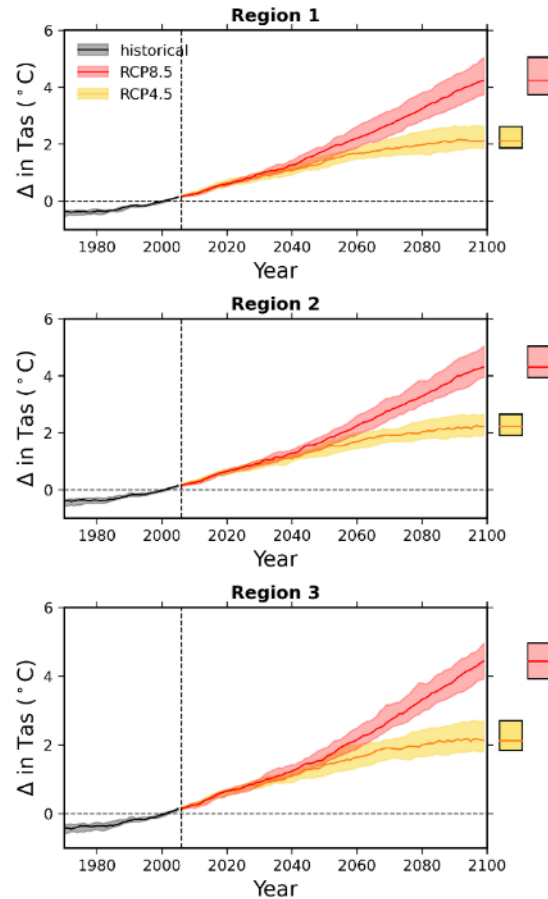 Region 1
6
4
2
0
Δ in Tas (°C)
historical
RCP8.5
RCP4.5
1980 2000 2020 2040 2060 2080 2100
Year
Region 2
6
4
2
0
Δ in Tas (°C)
1980 2000 2020 2040 2060 2080 2100
Year
Region 3
6
4
2
0
Δ in Tas (°C)
1980 2000 2020 2040 2060 2080 2100
Year